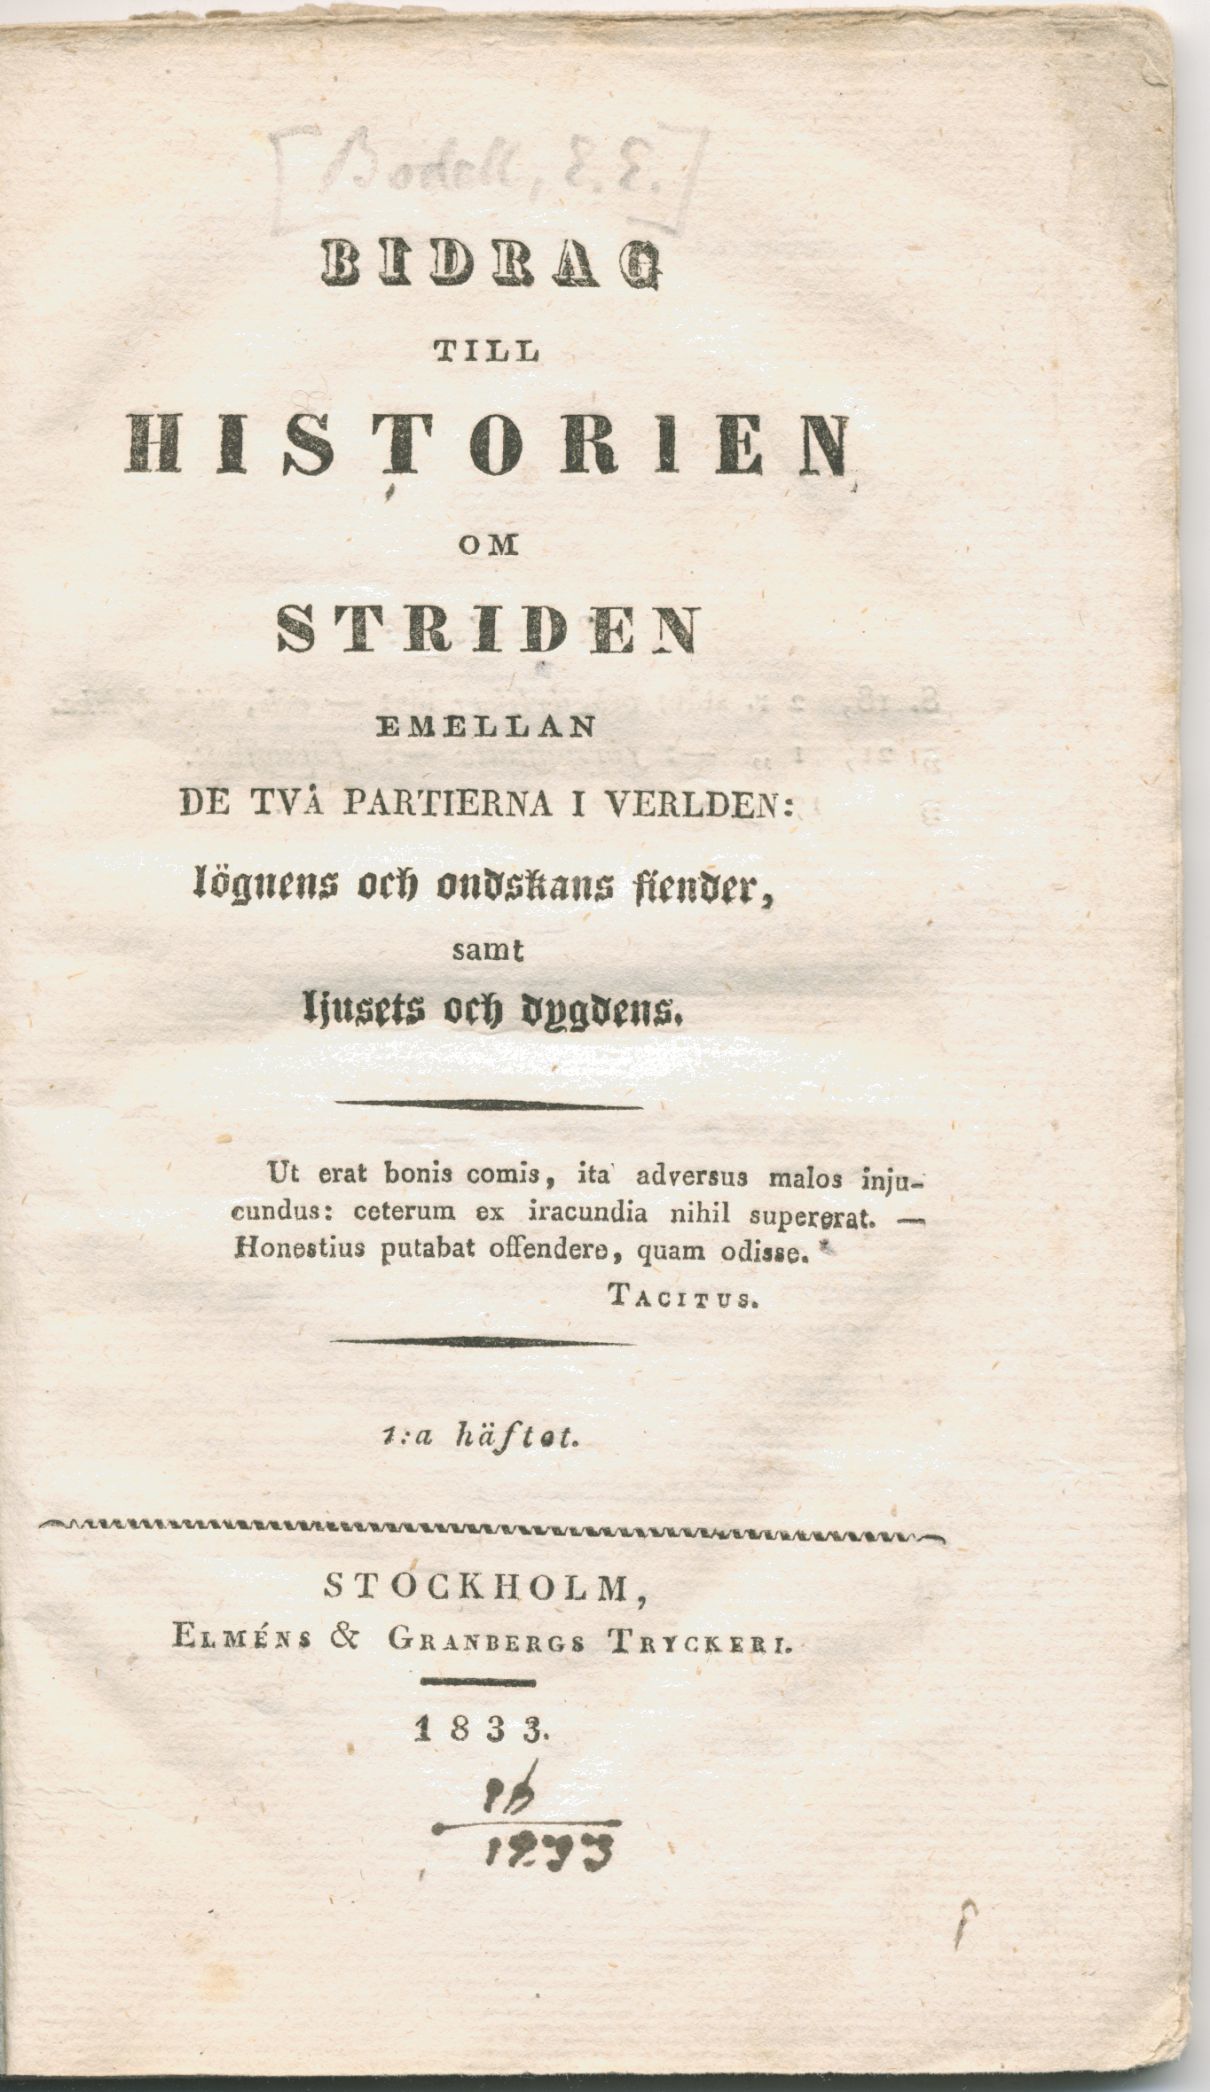 [Bodell, E. E.]
BIDRAG
TILL
HISTORIEN
OM
STRIDEN
EMELLAN
DE TVÅ PARTIERNA I VERLDEN:
lögnens och ondskans fiender,
samt
ljusets och dygdens.
Ut erat bonis comis, ita adversus malos inju-
cundus: ceterum ex iracundia nihil supererat. —
Honestius putabat offendere, quam odisse.
TACITUS.
1:a häftet.
STOCKHOLM,
ELMÉNS & GRANBERGS TRYCKERI.
1833.